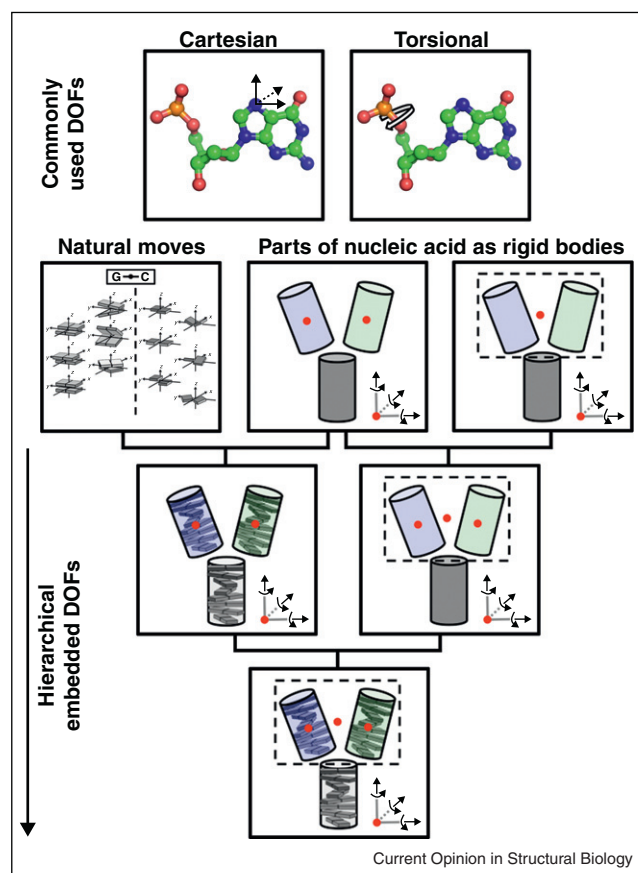 Cartesian
Torsional
Commonly
used DOFs
Natural moves
Parts of nucleic acid as rigid bodies
G C
z
x
y
z
x
y
z
x
y
z
x
y
z
x
y
z
x
y
z
x
y
z
x
y
z
x
y
Hierarchical
embedded DOFs
Current Opinion in Structural Biology